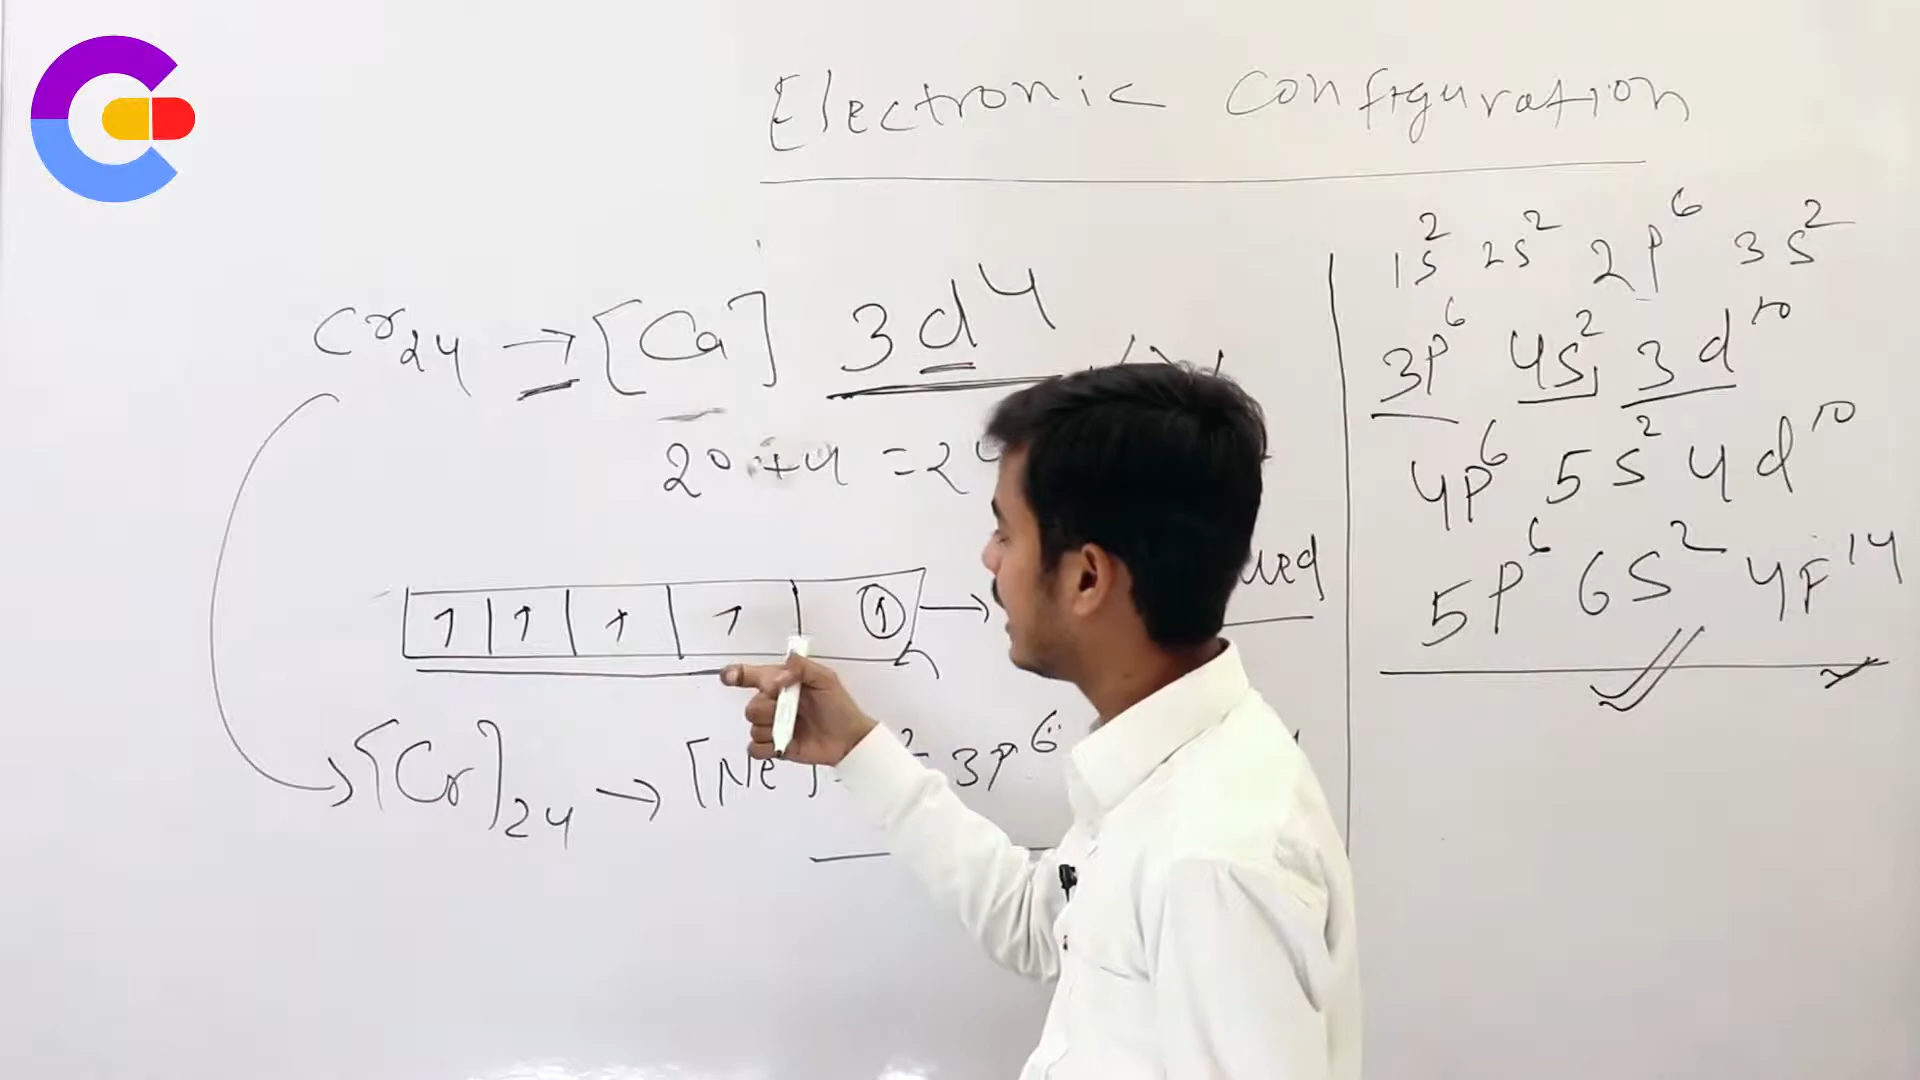 Electronic Configuration
Cr24 → [Ca] 3d4
20 + 4 = 24
↑ ↑ ↑ ↑ ↑ →
[Cr]24 → [Ne] 2 3p6
1s2 2s2 2p6 3s2
3p6 4s2 3d10
4p6 5s2 4d10
5p6 6s2 4F14